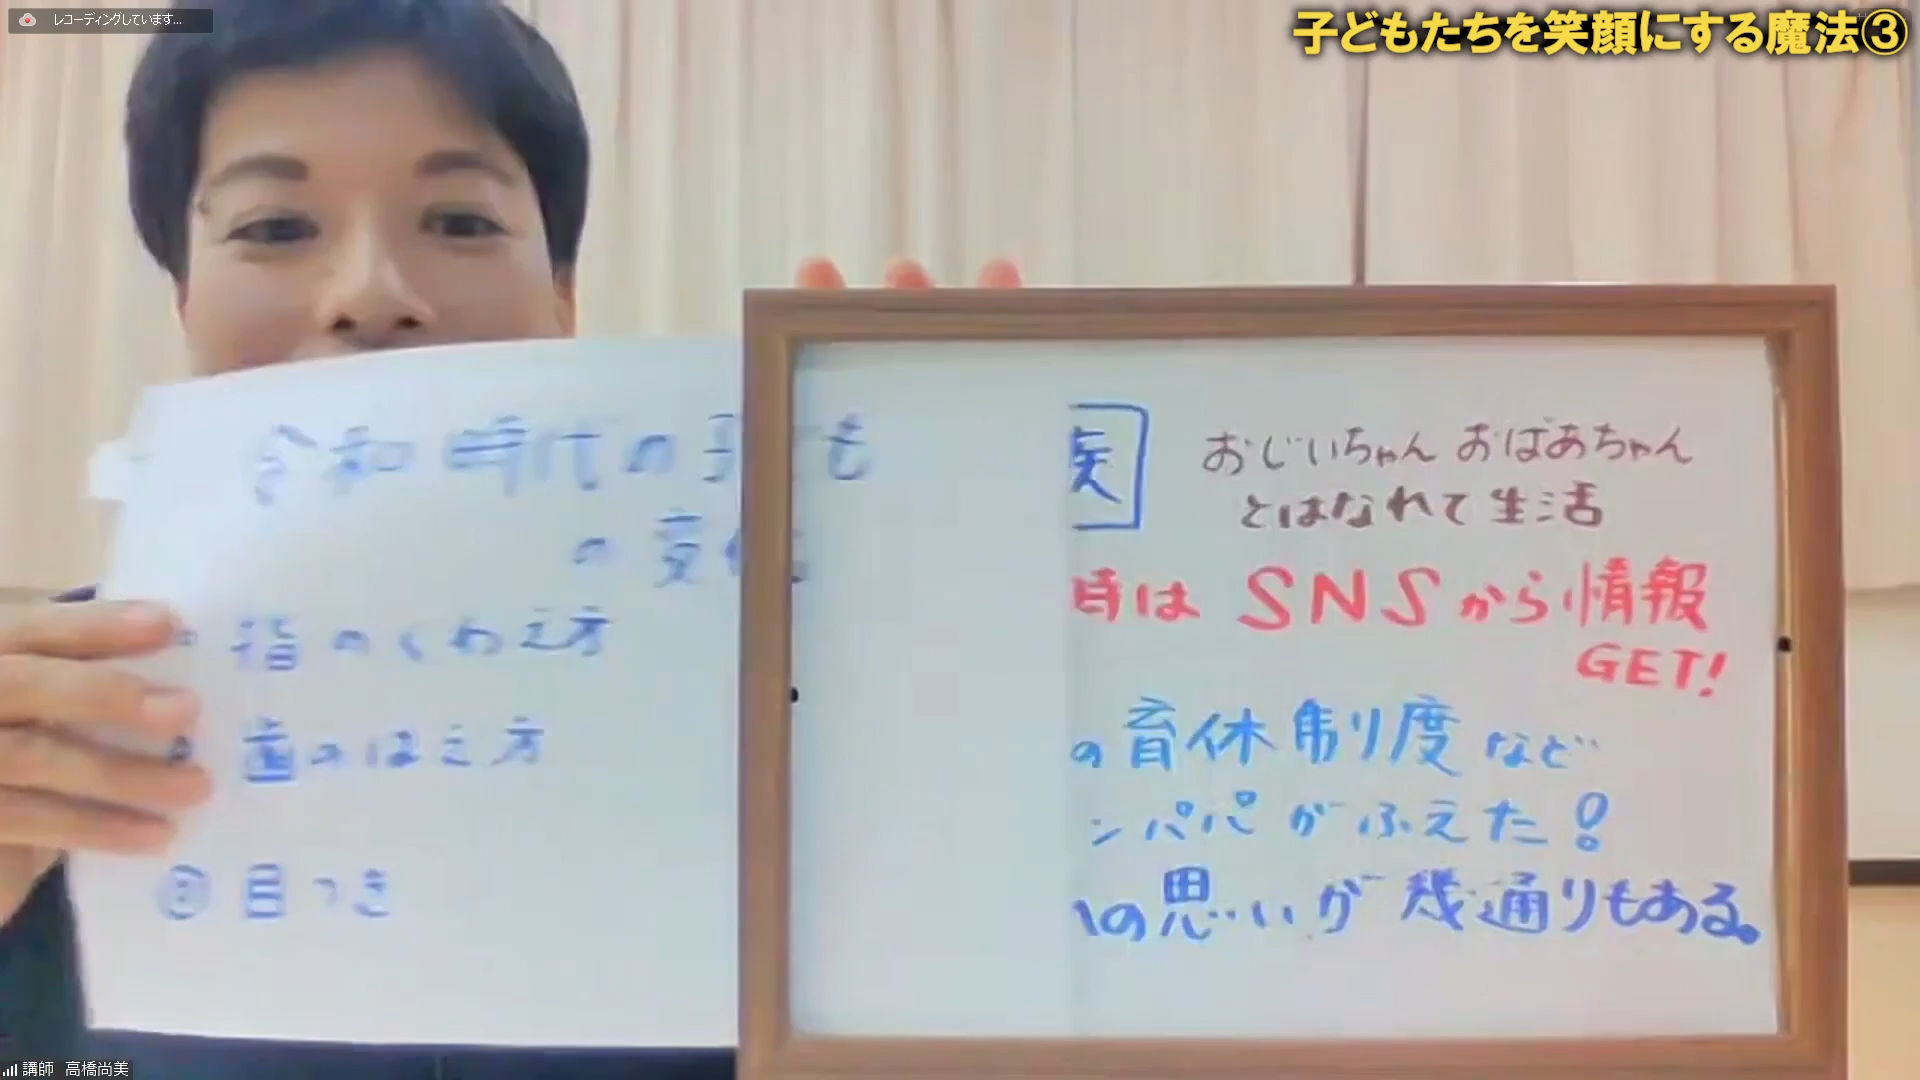 レコーディングしています...
子どもたちを笑顔にする魔法③
令和時代の子も
の変化
指のくわえ方
歯のはえ方
目つき
おじいちゃん おばあちゃん
とはなれて生活
時は SNSから情報
GET!
の育休制度など
ンパパがふえた!
の思いが幾通りもある。
講師 高橋尚美